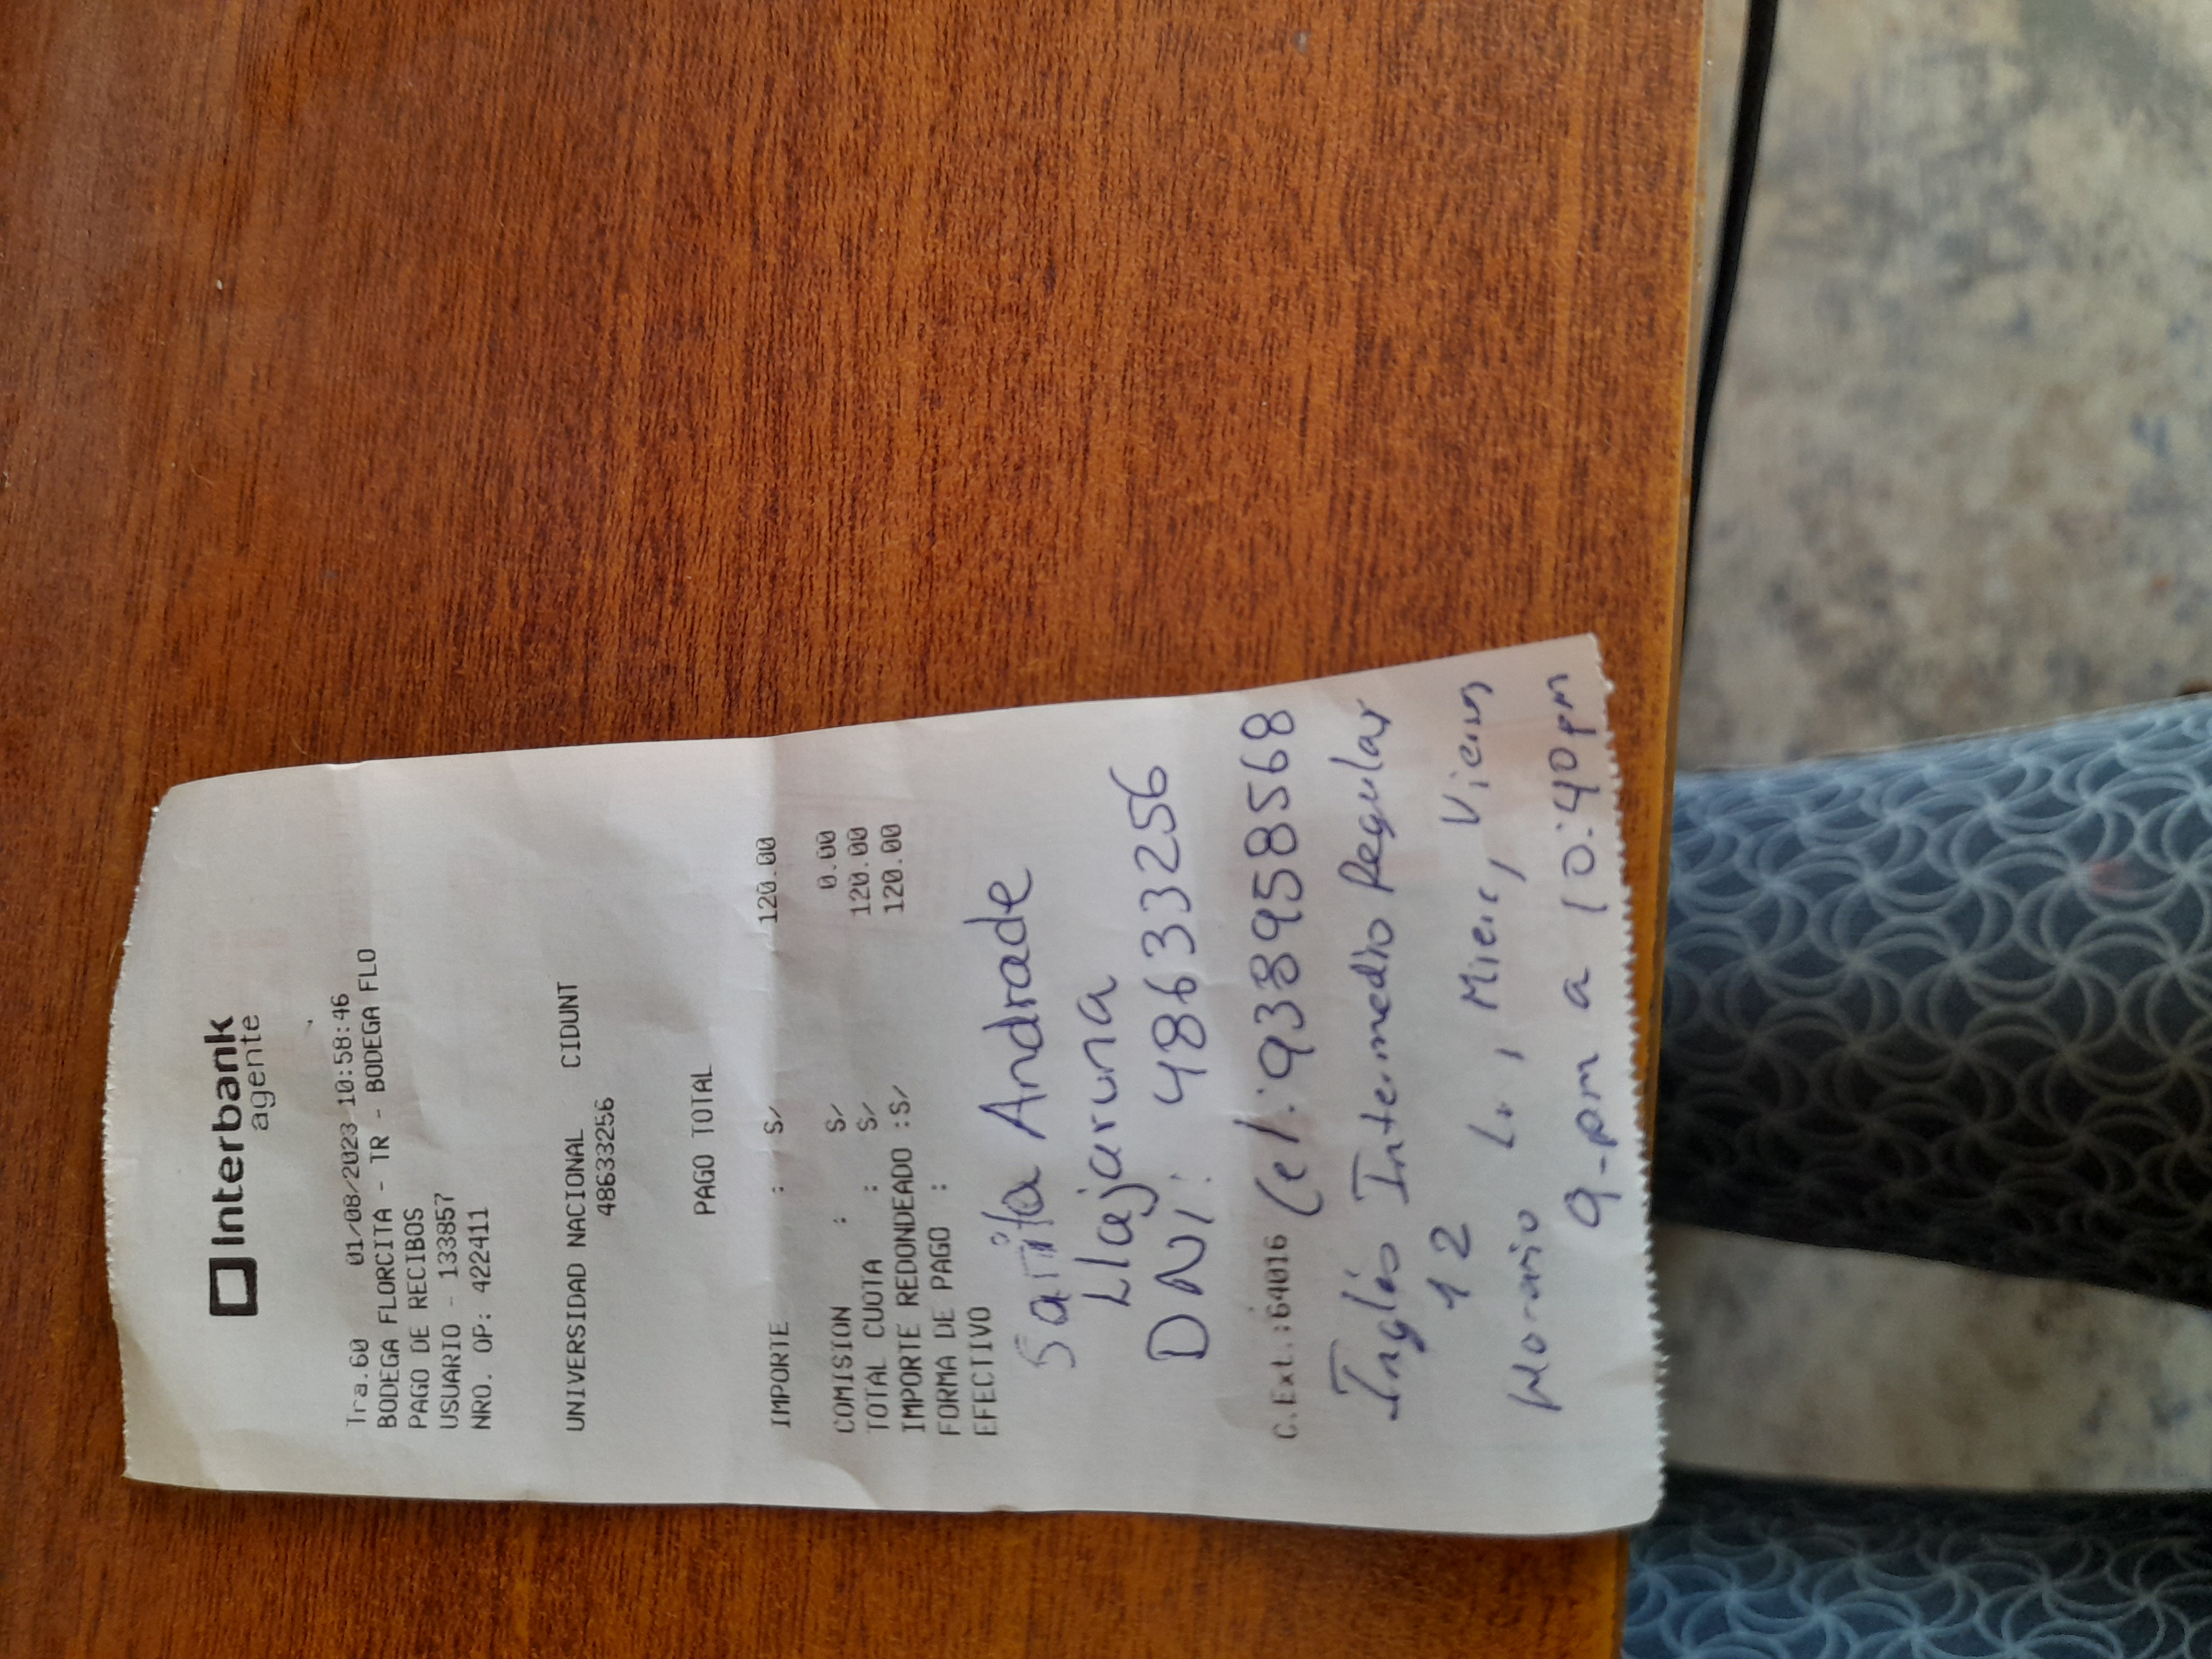 Interbank
agente
Tra.60 01/08/2023 10:58:46
BODEGA FLORCITA - TR - BODEGA FLO
PAGO DE RECIBOS
USUARIO - 133857
NRO. OP: 422411
UNIVERSIDAD NACIONAL CIDUNT
48633256
PAGO TOTAL
IMPORTE : S/ 120.00
COMISION : S/ 0.00
TOTAL CUOTA : S/ 120.00
IMPORTE REDONDEADO :S/ 120.00
FORMA DE PAGO :
EFECTIVO
Sarita Andrade
Llajaruna
DNI: 48633256
C.Ext.:64016 Cel: 938958568
Inglés Intermedio Regular
12
Horario L, Mierc, Viern
9-pm a 10:40pm